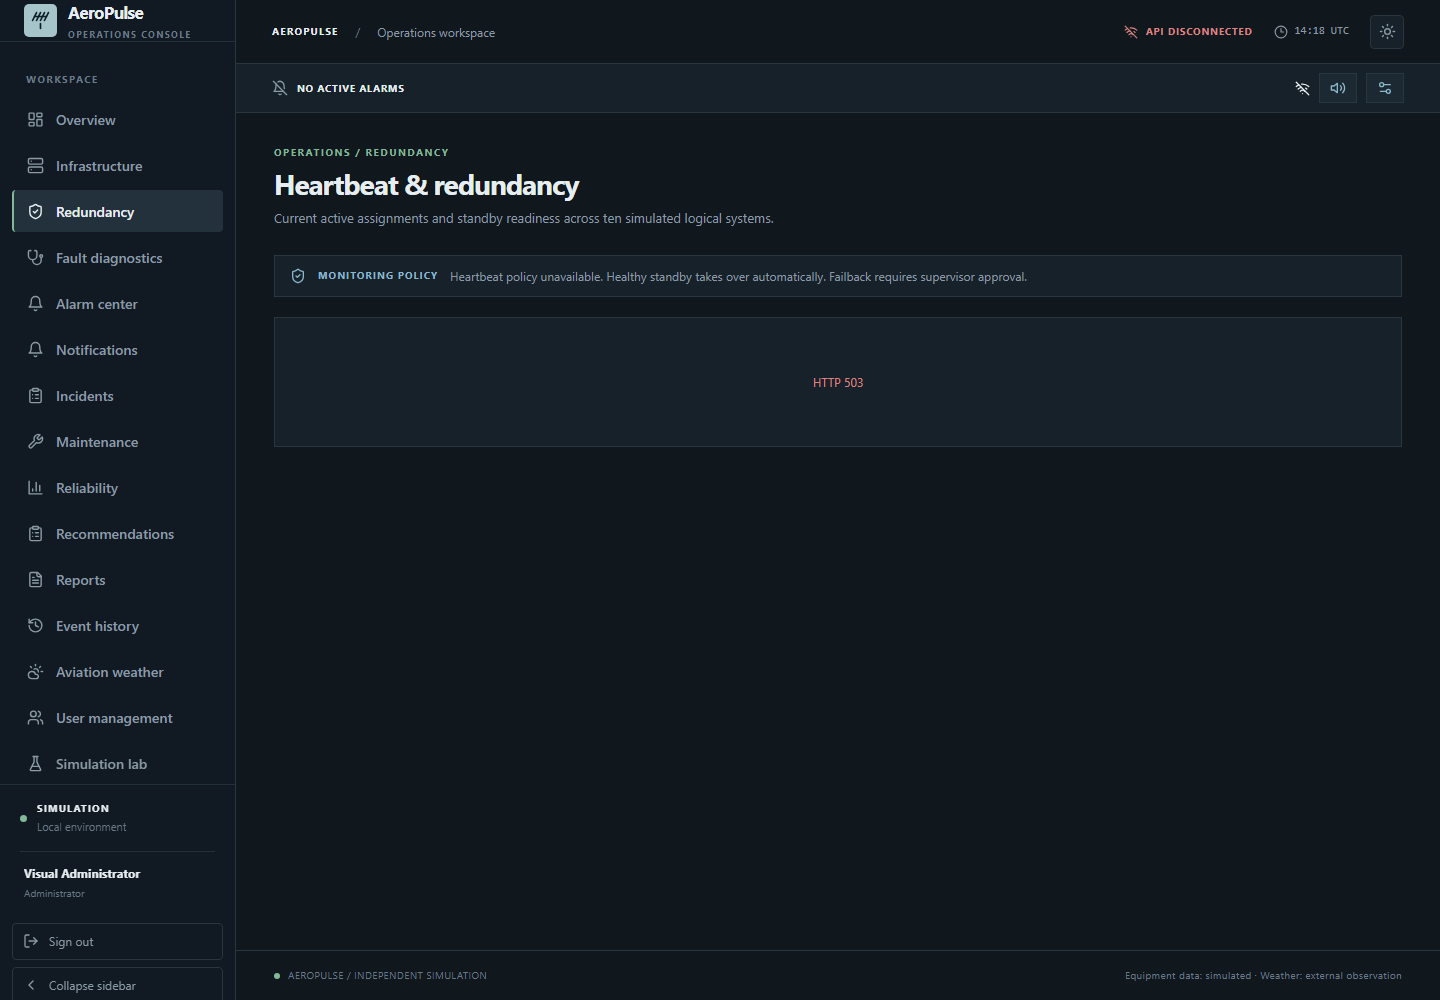 AeroPulse
OPERATIONS CONSOLE
WORKSPACE
Overview
Infrastructure
Redundancy
Fault diagnostics
Alarm center
Notifications
Incidents
Maintenance
Reliability
Recommendations
Reports
Event history
Aviation weather
User management
Simulation lab
SIMULATION
Local environment
Visual Administrator
Administrator
Sign out
Collapse sidebar
AEROPULSE / Operations workspace
API DISCONNECTED
14:18 UTC
NO ACTIVE ALARMS
OPERATIONS / REDUNDANCY
Heartbeat & redundancy
Current active assignments and standby readiness across ten simulated logical systems.
MONITORING POLICY Heartbeat policy unavailable. Healthy standby takes over automatically. Failback requires supervisor approval.
HTTP 503
AEROPULSE / INDEPENDENT SIMULATION
Equipment data: simulated · Weather: external observation